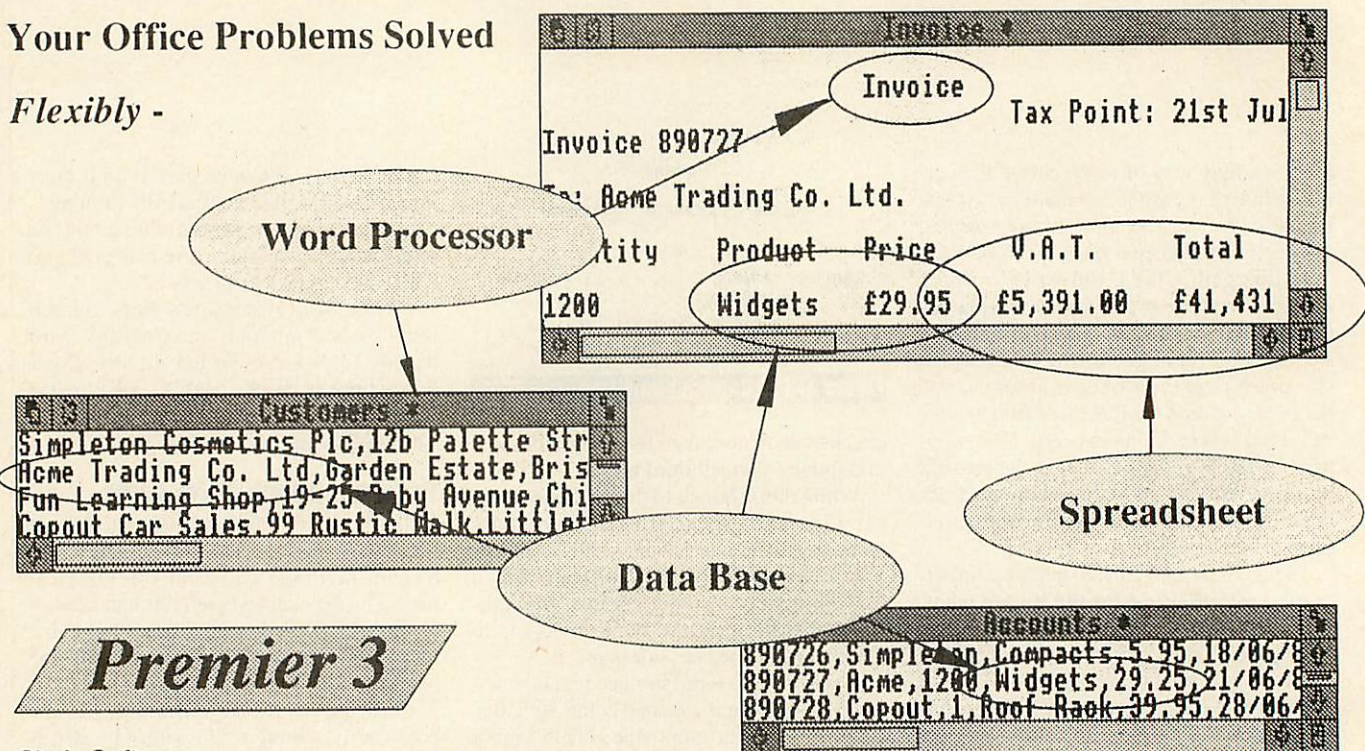 Your Office Problems Solved
Flexibly -
Invoice *
Invoice
Tax Point: 21st Jul
Invoice 890727
To: Acme Trading Co. Ltd.
Word Processor
ntity Product Price V.A.T. Total
1200 Widgets £29.95 £5,391.00 £41,431
Customers *
Simpleton Cosmetics Plc,12b Palette Str
Acme Trading Co. Ltd,Garden Estate,Bris
Fun Learning Shop,19-25 Ruby Avenue,Chi
Copout Car Sales,99 Rustic Walk,Littlet
Spreadsheet
Data Base
Premier 3
Accounts *
890726,Simpleton,Compacts,5.95,18/06/8
890727,Acme,1200,Widgets,29.25,21/06/8
890728,Copout,1,Roof Rack,39.95,28/06/